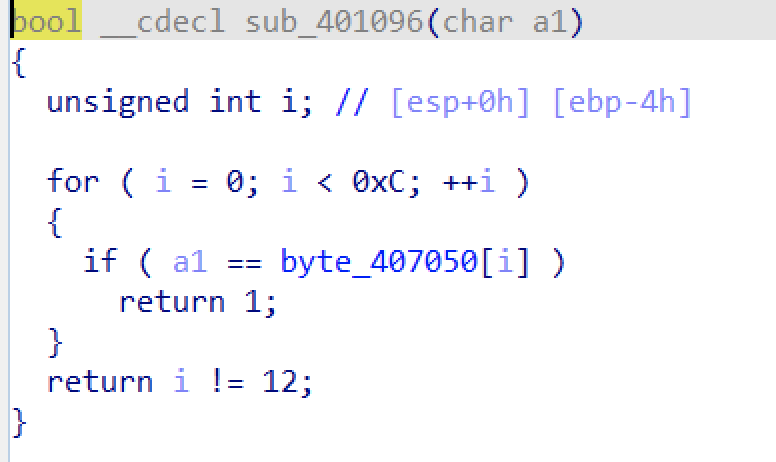 bool __cdecl sub_401096(char a1)
{
  unsigned int i; // [esp+0h] [ebp-4h]

  for ( i = 0; i < 0xC; ++i )
  {
    if ( a1 == byte_407050[i] )
      return 1;
  }
  return i != 12;
}